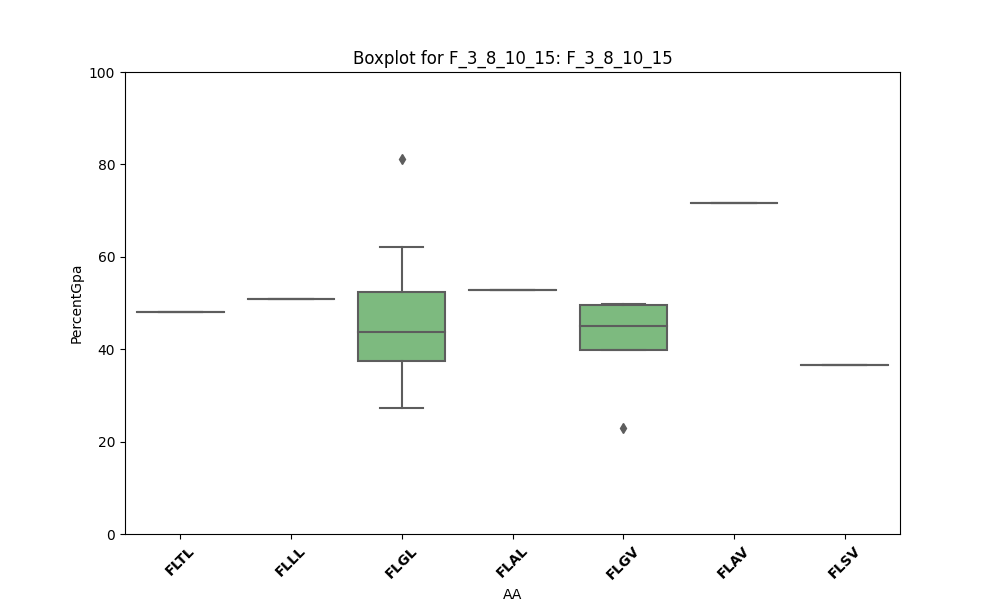 Boxplot for F_3_8_10_15: F_3_8_10_15
100
80
60
40
20
0
PercentGpa
FLTL
FLLL
FLGL
FLAL
FLGV
FLAV
FLSV
AA